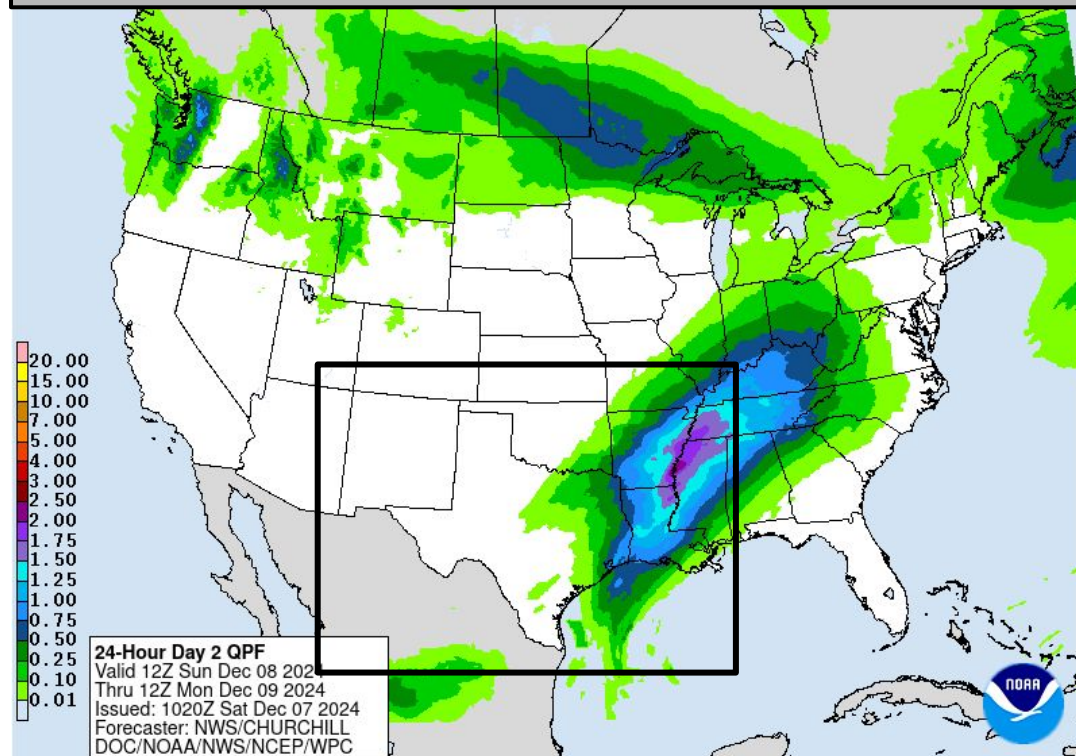 20.00
15.00
10.00
7.00
5.00
4.00
3.00
2.50
2.00
1.75
1.50
1.25
1.00
0.75
0.50
0.25
0.10
0.01
24-Hour Day 2 QPF
Valid 12Z Sun Dec 08 2024
Thru 12Z Mon Dec 09 2024
Issued: 1020Z Sat Dec 07 2024
Forecaster: NWS/CHURCHILL
DOC/NOAA/NWS/NCEP/WPC
NOAA